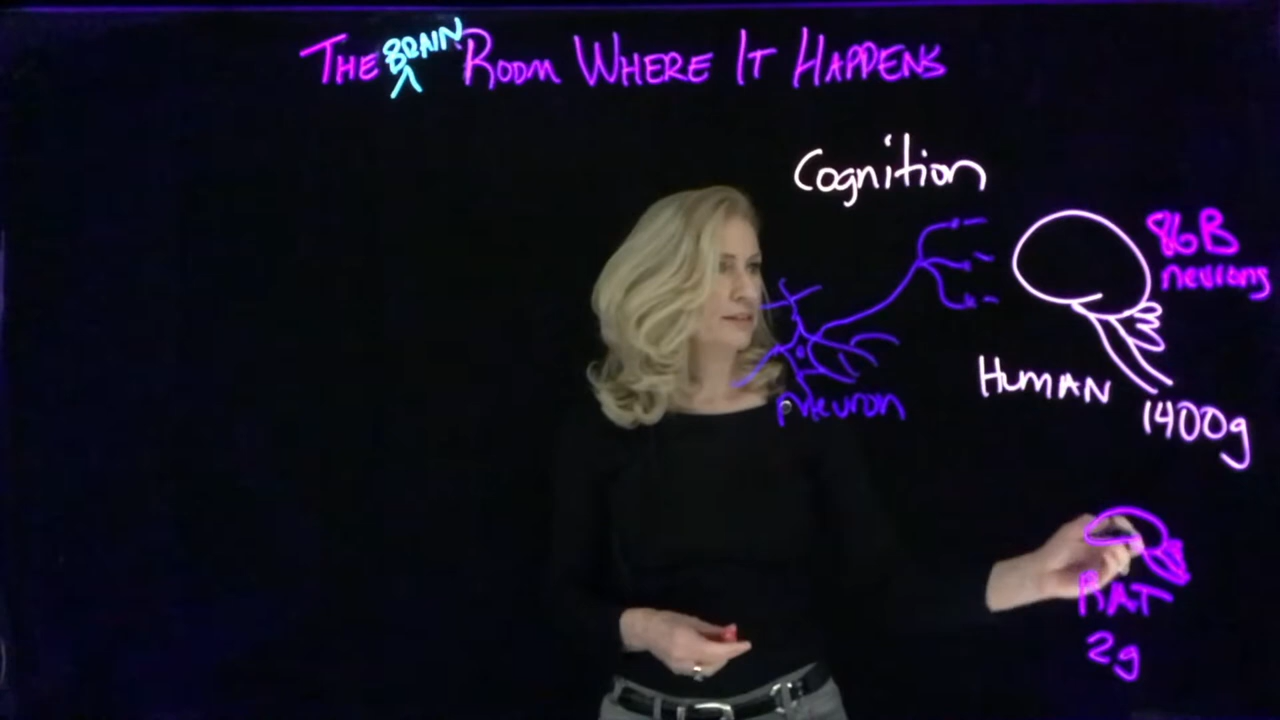 THE BRAIN ROOM WHERE IT HAPPENS
Cognition
86B
neurons
HUMAN
neuron
1400g
RAT
2g